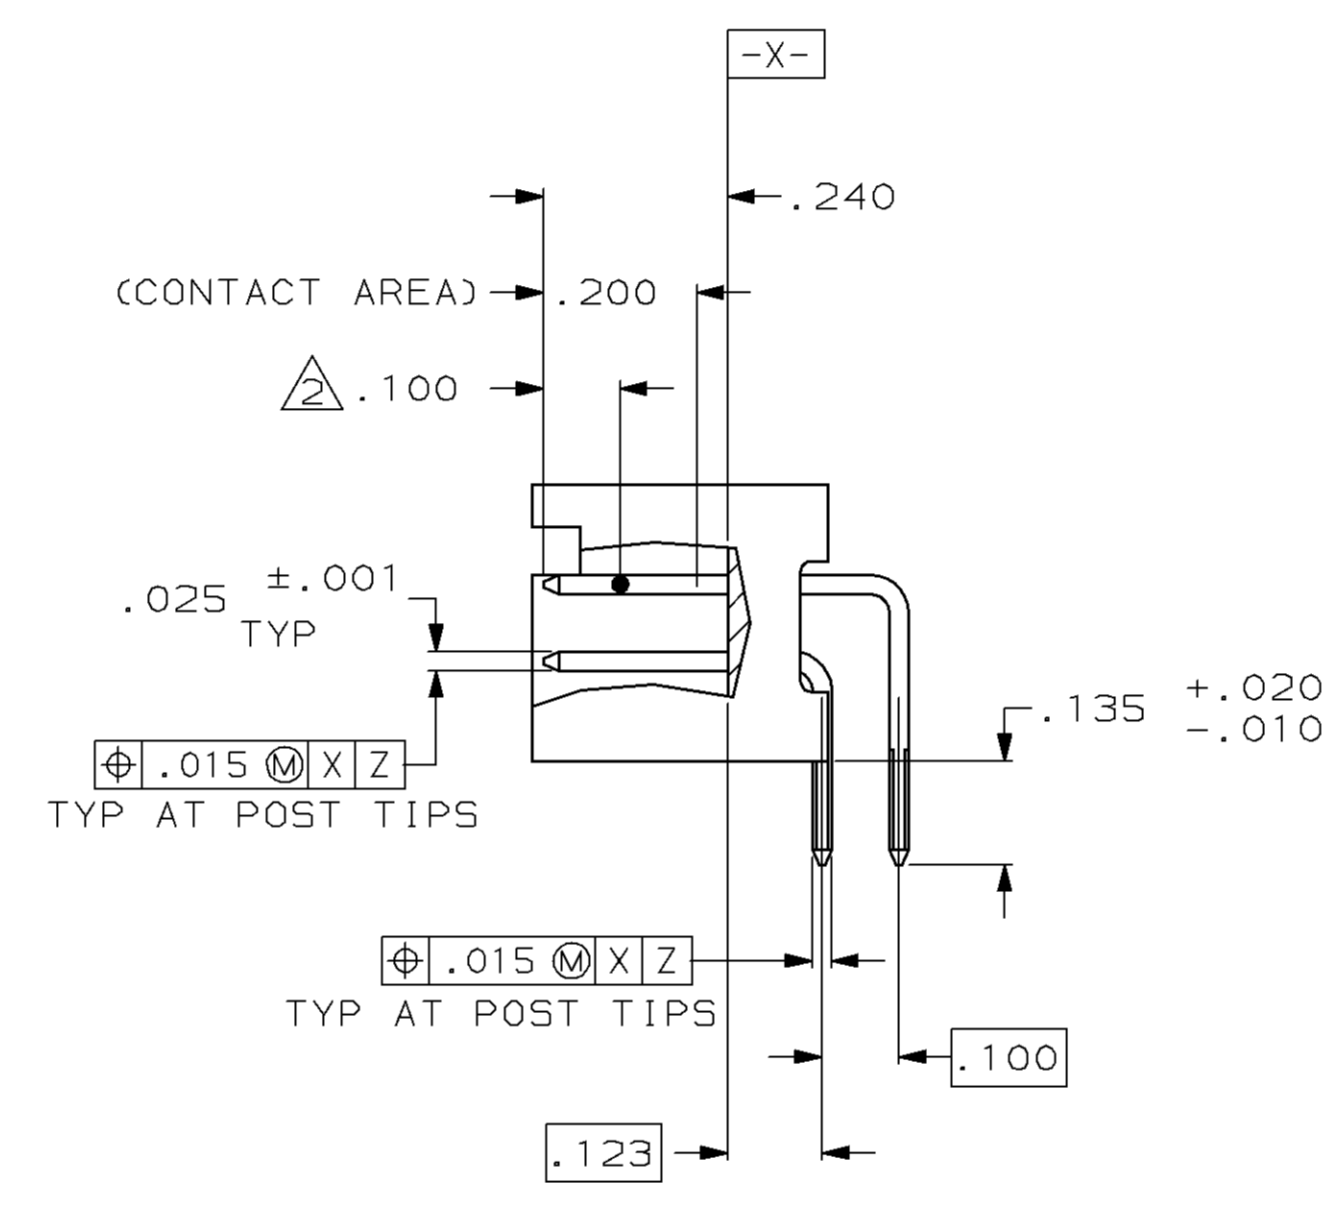 -X-
.240
(CONTACT AREA) .200
2 .100
.025 ±.001
TYP
.135 +.020
-.010
⌖ .015 Ⓜ X Z
TYP AT POST TIPS
⌖ .015 Ⓜ X Z
TYP AT POST TIPS
.100
.123